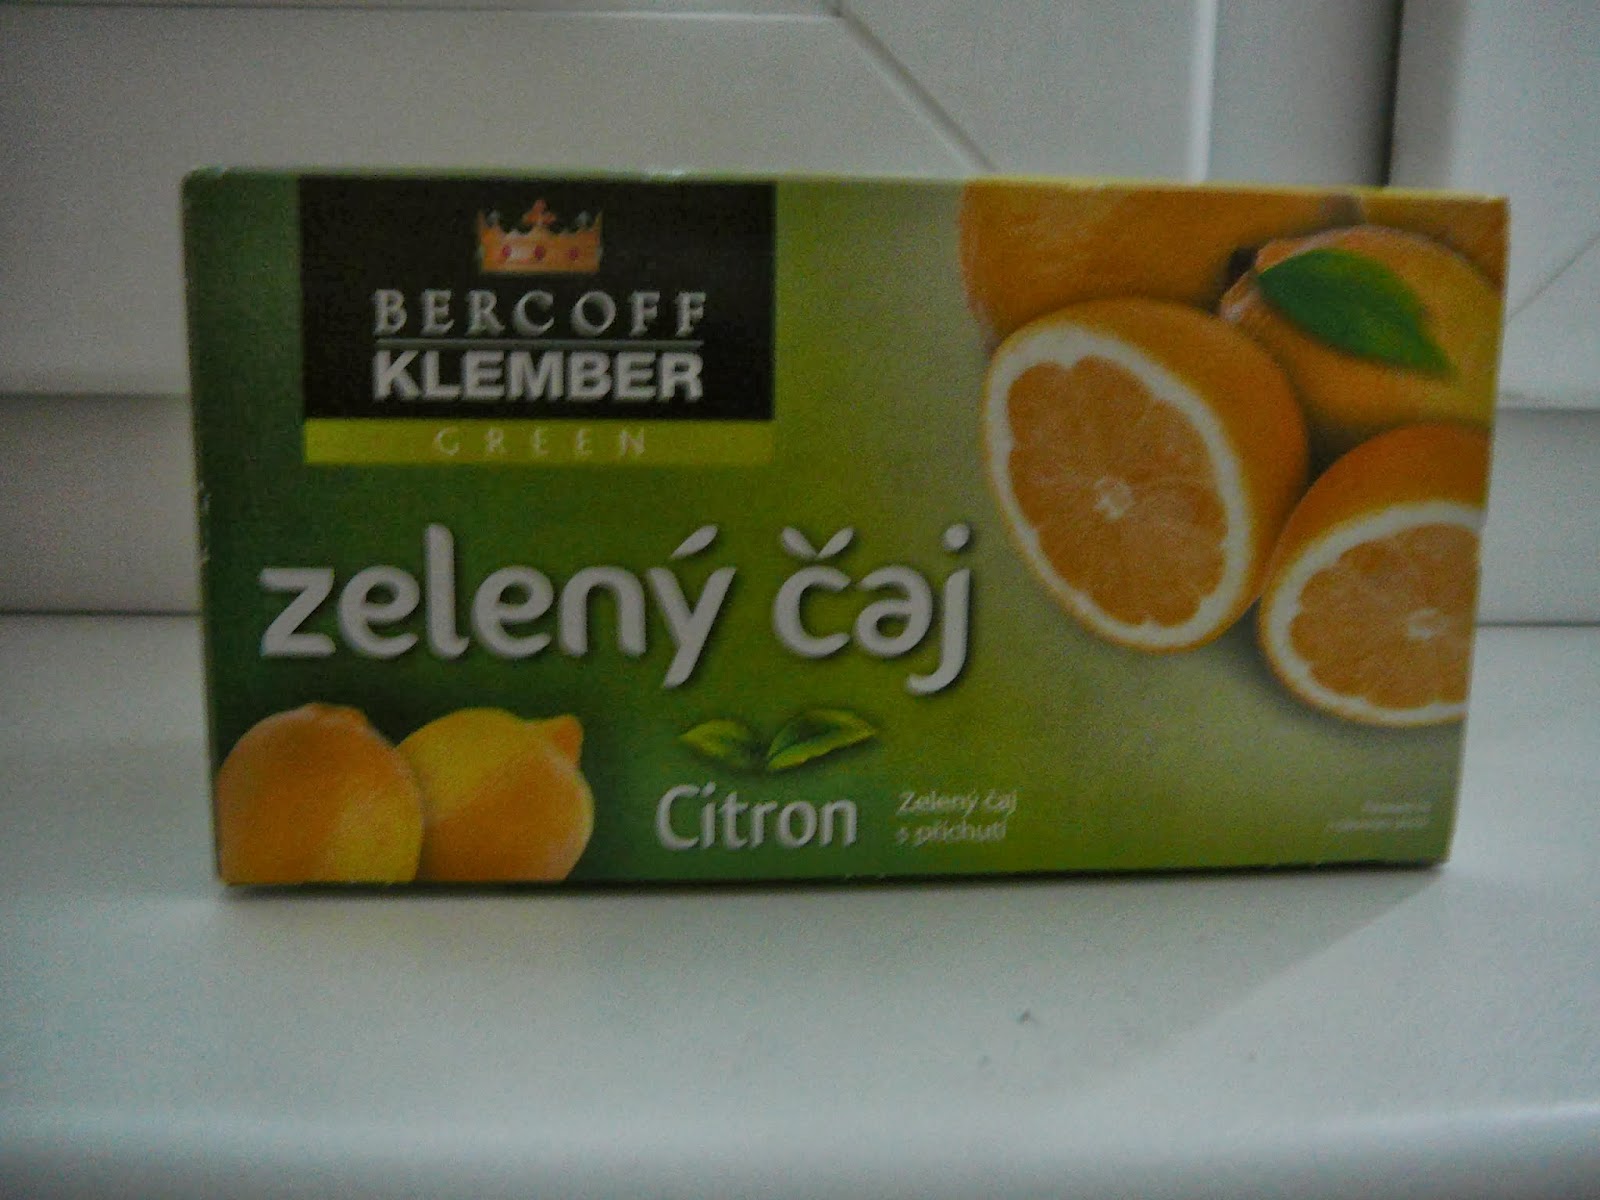 BERCOFF
KLEMBER
GREEN
zelený čaj
Citron
Zelený čaj
s příchutí